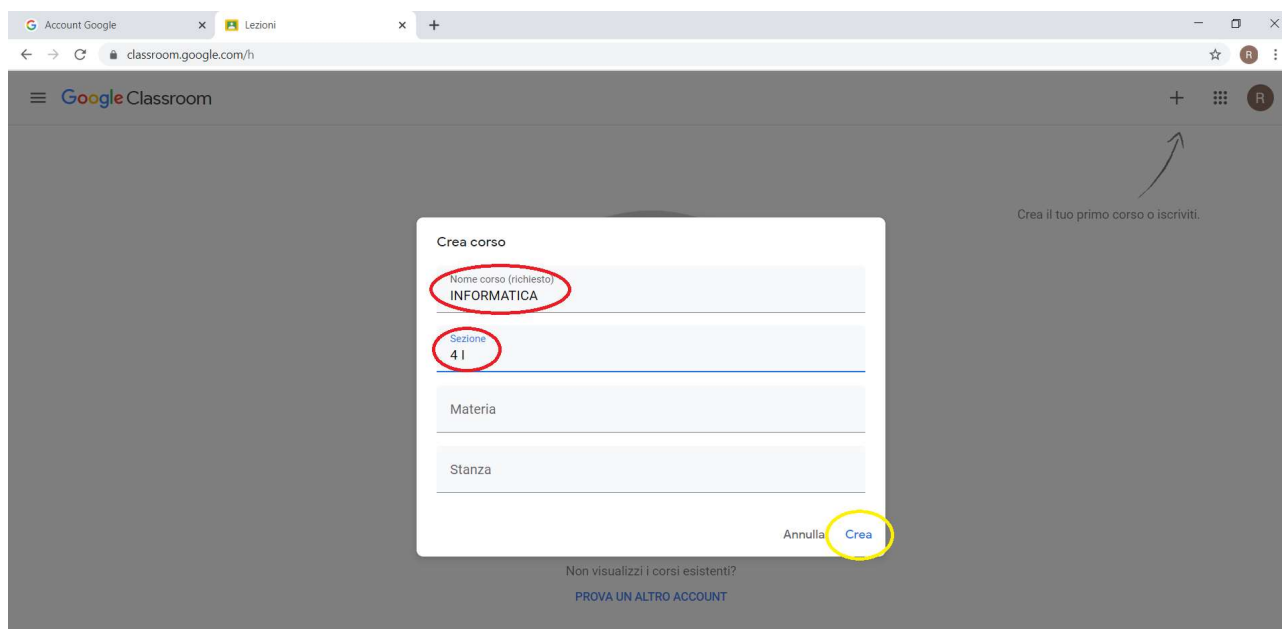 Account Google
Lezioni
classroom.google.com/h
R
Google Classroom
R
Crea il tuo primo corso o iscriviti.
Crea corso
Nome corso (richiesto)
INFORMATICA
Sezione
4 I
Materia
Stanza
Annulla Crea
Non visualizzi i corsi esistenti?
PROVA UN ALTRO ACCOUNT